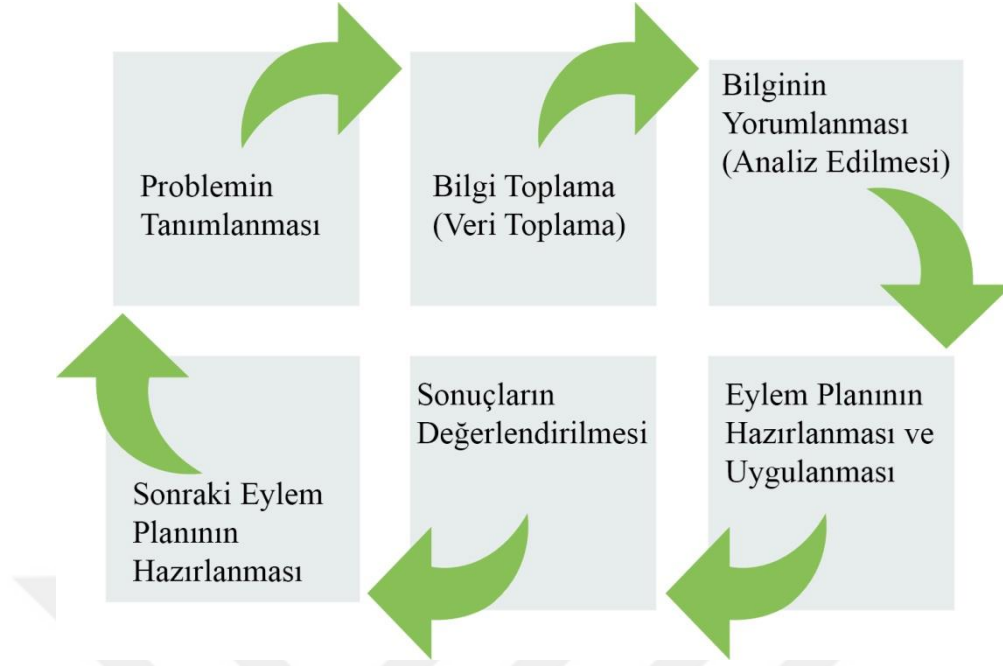 Problemin
Tanımlanması
Bilgi Toplama
(Veri Toplama)
Bilginin
Yorumlanması
(Analiz Edilmesi)
Eylem Planının
Hazırlanması ve
Uygulanması
Sonuçların
Değerlendirilmesi
Sonraki Eylem
Planının
Hazırlanması